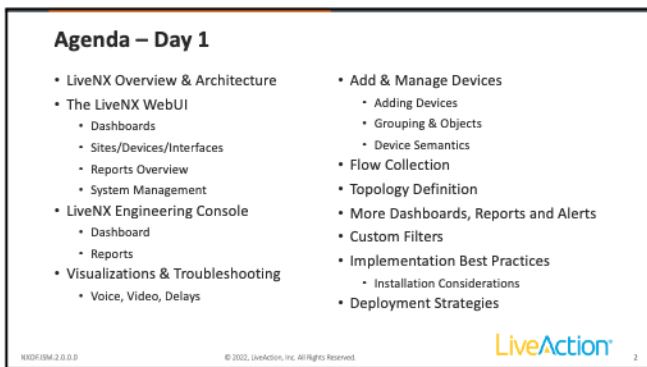 Agenda – Day 1
• LiveNX Overview & Architecture
• The LiveNX WebUI
• Dashboards
• Sites/Devices/Interfaces
• Reports Overview
• System Management
• LiveNX Engineering Console
• Dashboard
• Reports
• Visualizations & Troubleshooting
• Voice, Video, Delays
• Add & Manage Devices
• Adding Devices
• Grouping & Objects
• Device Semantics
• Flow Collection
• Topology Definition
• More Dashboards, Reports and Alerts
• Custom Filters
• Implementation Best Practices
• Installation Considerations
• Deployment Strategies
NXDF.ISM.2.0.0.0
© 2022, LiveAction, Inc. All Rights Reserved.
LiveAction®
2